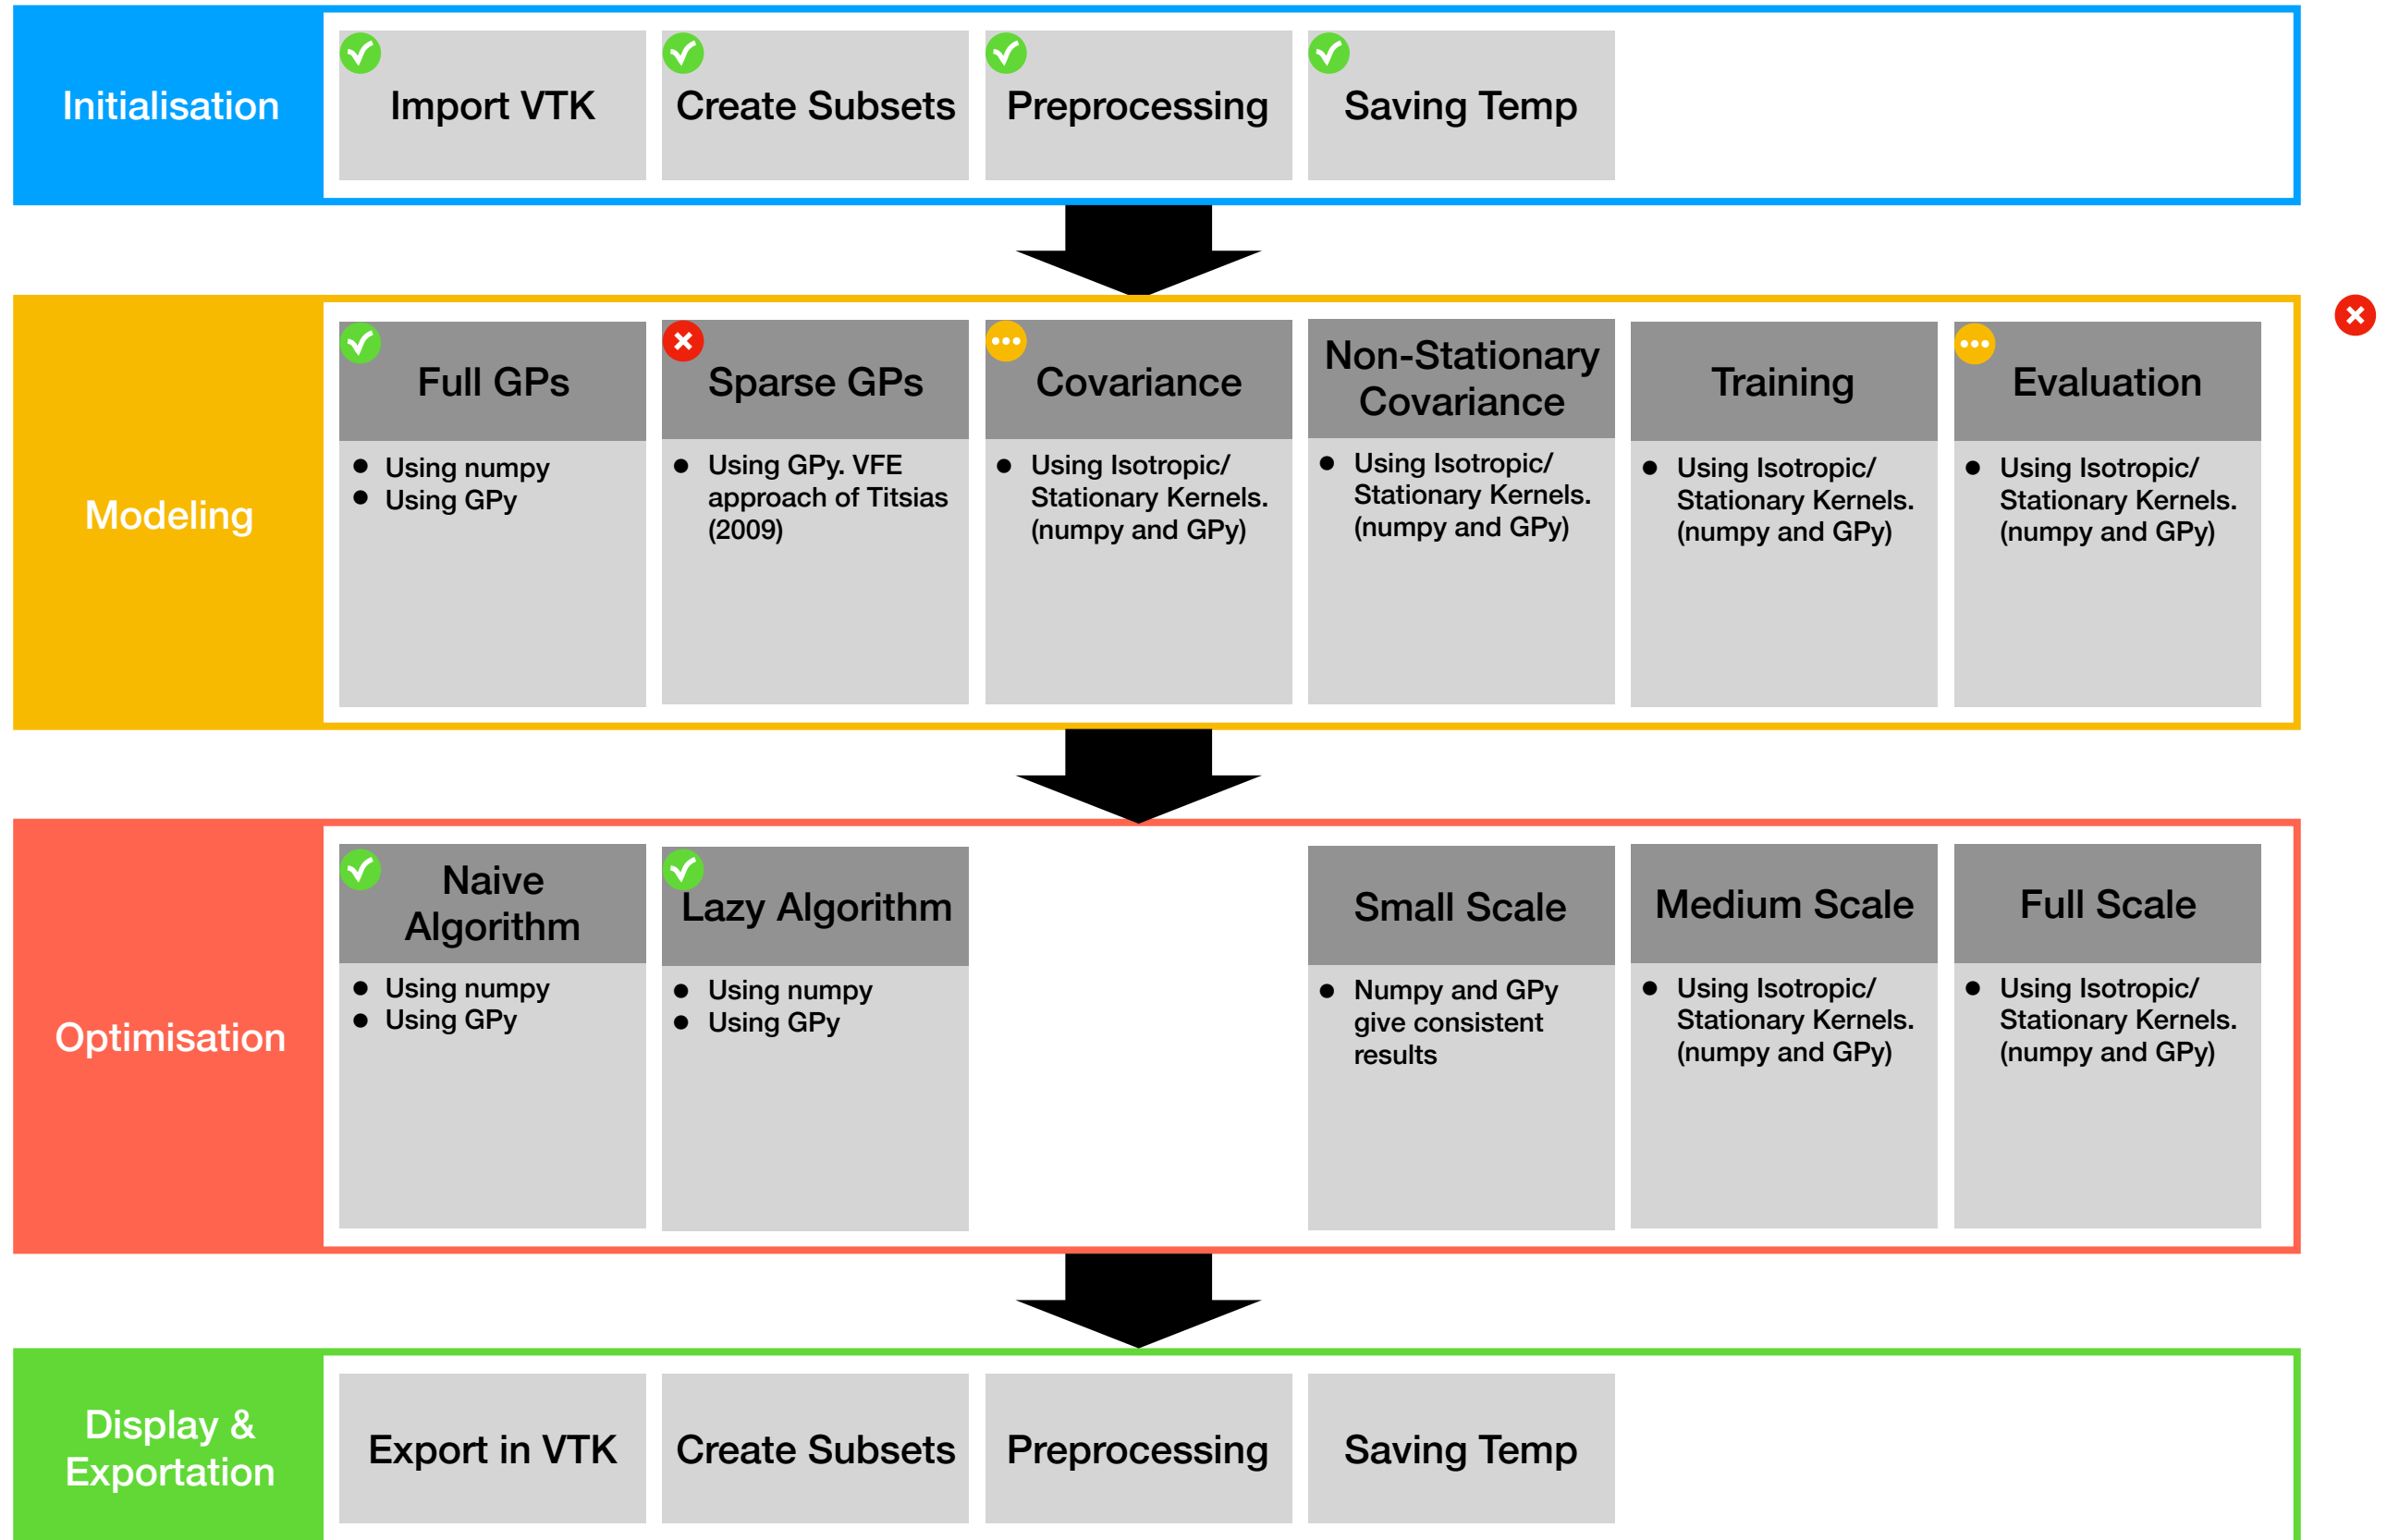 Initialisation
Import VTK
Create Subsets
Preprocessing
Saving Temp
Modeling
Full GPs
Using numpy
Using GPy
Sparse GPs
Using GPy. VFE
approach of Titsias
(2009)
Covariance
Using Isotropic/
Stationary Kernels.
(numpy and GPy)
Non-Stationary
Covariance
Using Isotropic/
Stationary Kernels.
(numpy and GPy)
Training
Using Isotropic/
Stationary Kernels.
(numpy and GPy)
Evaluation
Using Isotropic/
Stationary Kernels.
(numpy and GPy)
Optimisation
Naive
Algorithm
Using numpy
Using GPy
Lazy Algorithm
Using numpy
Using GPy
Small Scale
Numpy and GPy
give consistent
results
Medium Scale
Using Isotropic/
Stationary Kernels.
(numpy and GPy)
Full Scale
Using Isotropic/
Stationary Kernels.
(numpy and GPy)
Display &
Exportation
Export in VTK
Create Subsets
Preprocessing
Saving Temp